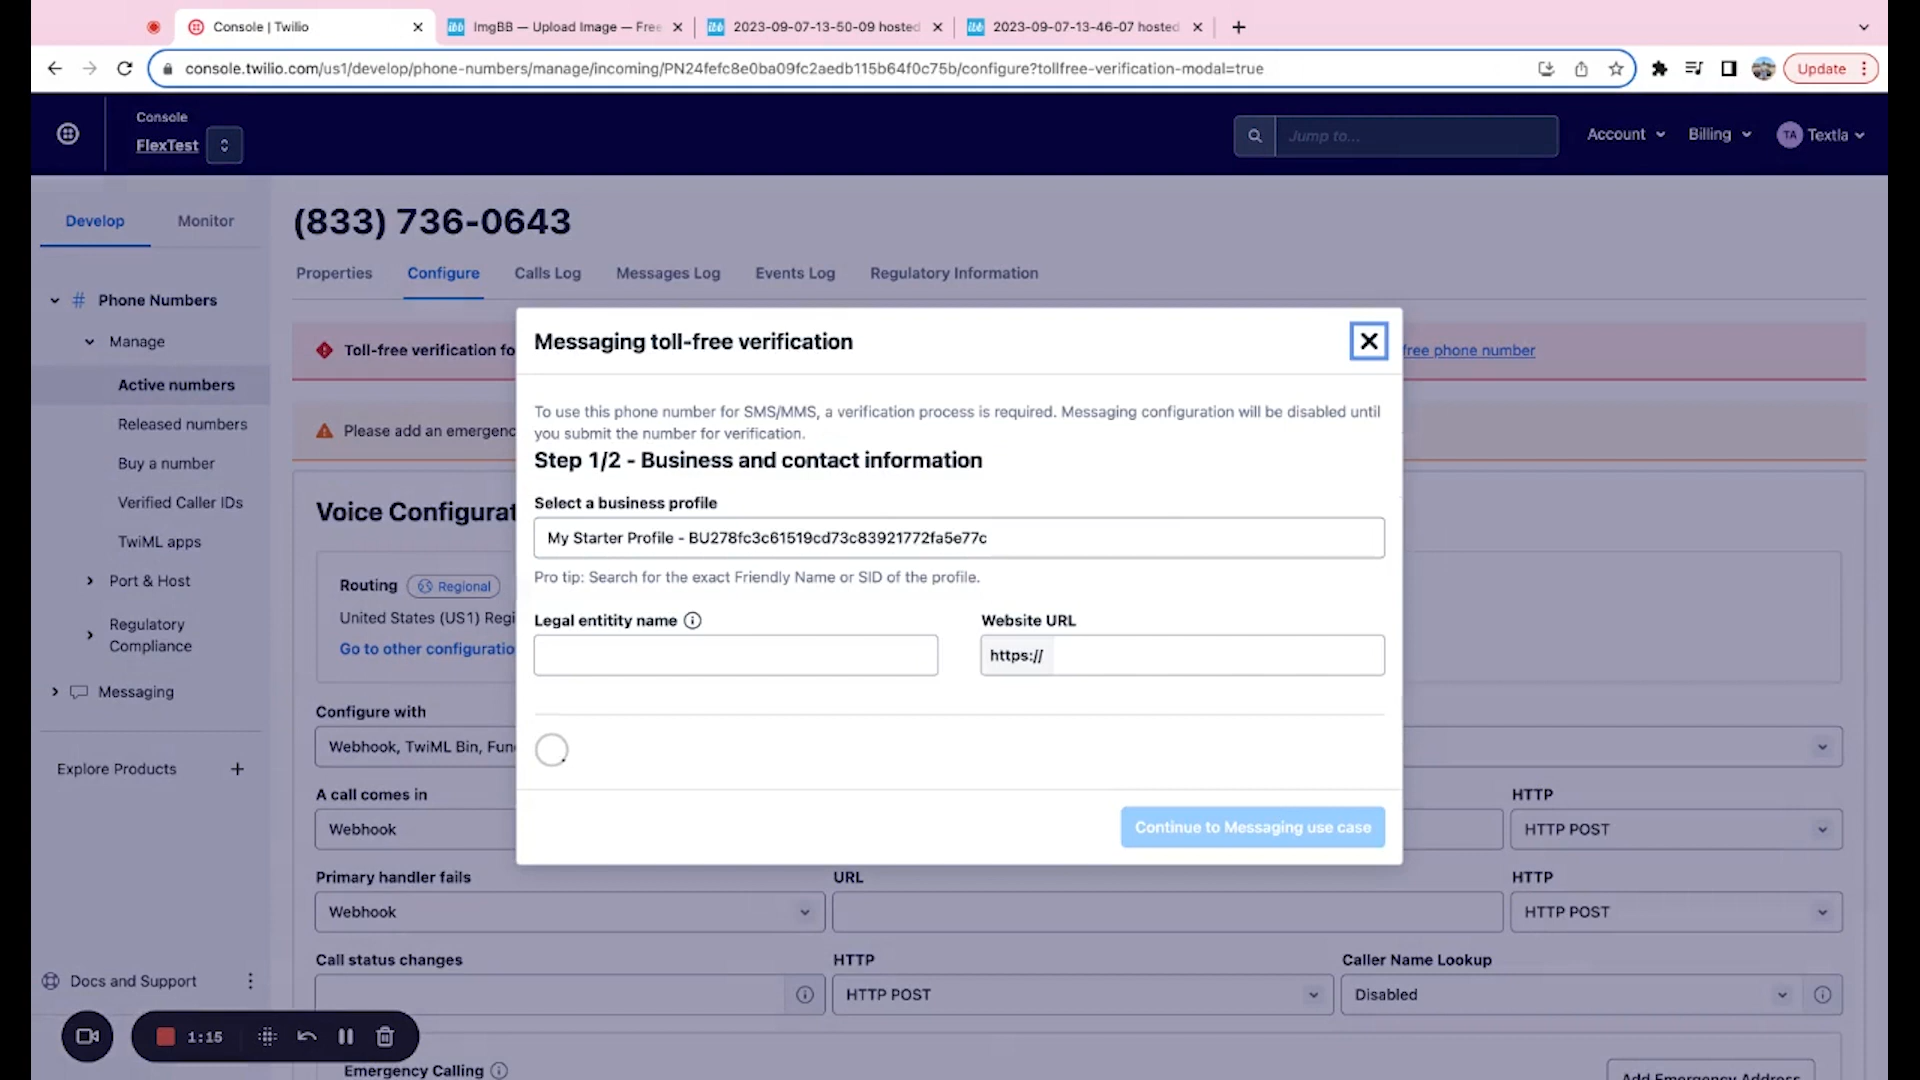 Console | Twilio
ImgBB — Upload Image — Free
2023-09-07-13-50-09 hosted
2023-09-07-13-46-07 hosted
console.twilio.com/us1/develop/phone-numbers/manage/incoming/PN24fefc8e0ba09fc2aedb115b64f0c75b/configure?tollfree-verification-modal=true
Update
Console
FlexTest
Jump to...
Account
Billing
TA
Textla
Develop
Monitor
(833) 736-0643
Properties
Configure
Calls Log
Messages Log
Events Log
Regulatory Information
Phone Numbers
Manage
Active numbers
Released numbers
Buy a number
Verified Caller IDs
TwiML apps
Port & Host
Regulatory
Compliance
Messaging
Explore Products
Docs and Support
1:15
Toll-free verification fo
free phone number
Please add an emergenc
Voice Configurat
Routing
Regional
United States (US1) Regi
Go to other configuratio
Configure with
Webhook, TwiML Bin, Fun
A call comes in
HTTP
Webhook
HTTP POST
Primary handler fails
URL
HTTP
Webhook
HTTP POST
Call status changes
HTTP
Caller Name Lookup
HTTP POST
Disabled
Emergency Calling
Add Emergency Address
Messaging toll-free verification
To use this phone number for SMS/MMS, a verification process is required. Messaging configuration will be disabled until
you submit the number for verification.
Step 1/2 - Business and contact information
Select a business profile
My Starter Profile - BU278fc3c61519cd73c83921772fa5e77c
Pro tip: Search for the exact Friendly Name or SID of the profile.
Legal entitity name
Website URL
https://
Continue to Messaging use case